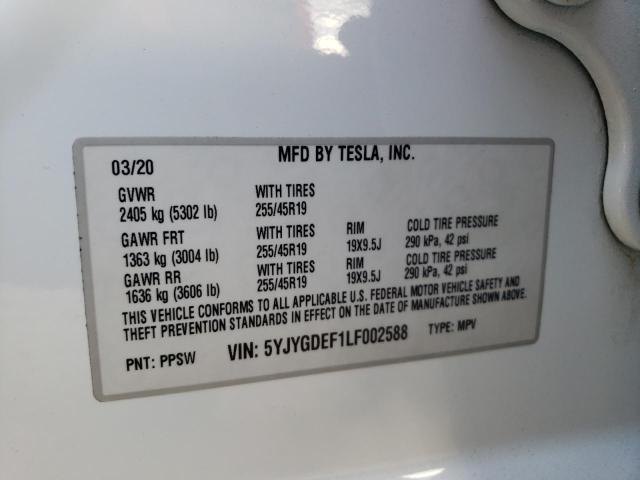 MFD BY TESLA, INC.
03/20
GVWR WITH TIRES
2405 kg (5302 lb) 255/45R19
GAWR FRT WITH TIRES RIM COLD TIRE PRESSURE
1363 kg (3004 lb) 255/45R19 19X9.5J 290 kPa, 42 psi
GAWR RR WITH TIRES RIM COLD TIRE PRESSURE
1636 kg (3606 lb) 255/45R19 19X9.5J 290 kPa, 42 psi
THIS VEHICLE CONFORMS TO ALL APPLICABLE U.S. FEDERAL MOTOR VEHICLE SAFETY AND
THEFT PREVENTION STANDARDS IN EFFECT ON THE DATE OF MANUFACTURE SHOWN ABOVE.
PNT: PPSW VIN: 5YJYGDEF1LF002588 TYPE: MPV